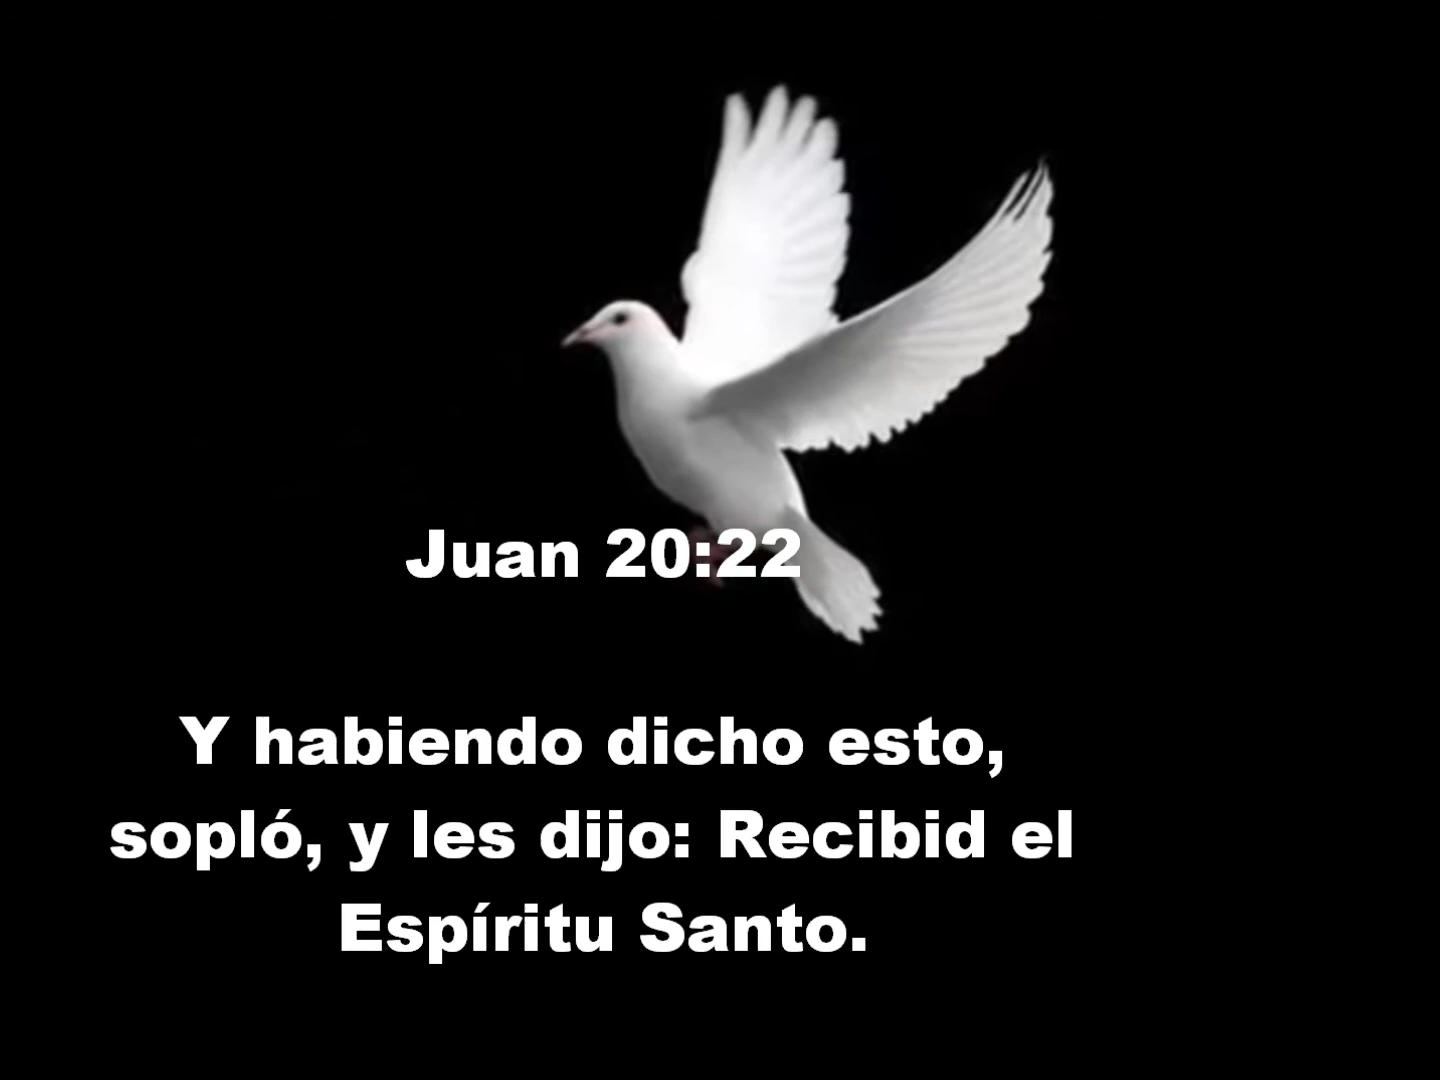 Juan 20:22
Y habiendo dicho esto,
sopló, y les dijo: Recibid el
Espíritu Santo.